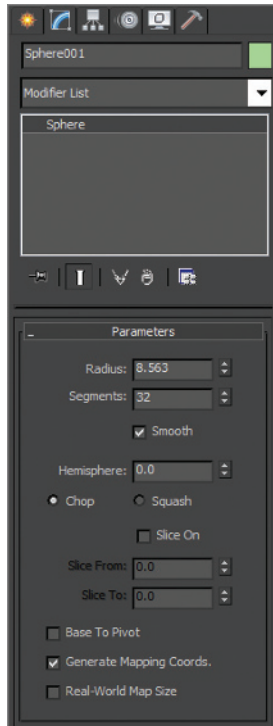 Sphere001
Modifier List
Sphere
- Parameters
Radius: 8.563
Segments: 32
Smooth
Hemisphere: 0.0
Chop Squash
Slice On
Slice From: 0.0
Slice To: 0.0
Base To Pivot
Generate Mapping Coords.
Real-World Map Size